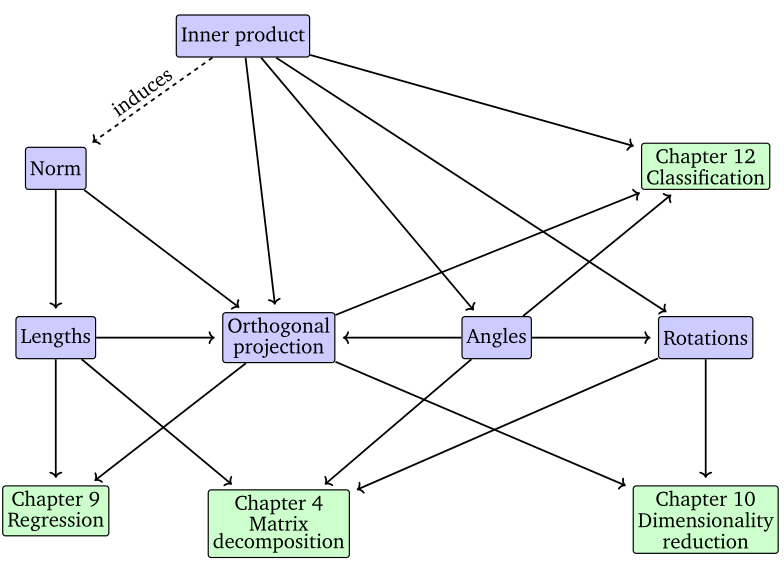 Inner product
induces
Chapter 12
Classification
Norm
Orthogonal
projection
Lengths
Angles
Rotations
Chapter 9
Regression
Chapter 4
Matrix
decomposition
Chapter 10
Dimensionality
reduction